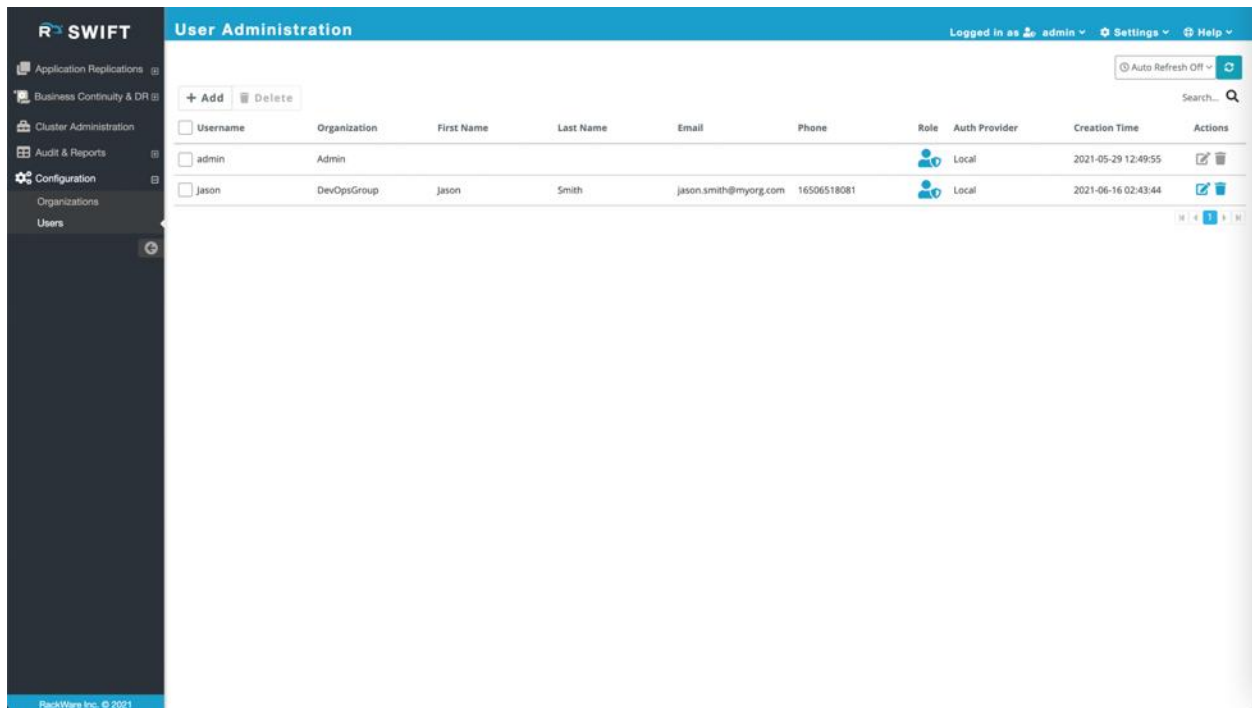 R SWIFT
User Administration
Logged in as admin Settings Help
Application Replications
Auto Refresh Off
Business Continuity & DR
+ Add Delete
Search...
Cluster Administration
Username Organization First Name Last Name Email Phone Role Auth Provider Creation Time Actions
Audit & Reports
admin Admin Local 2021-05-29 12:49:55
Configuration
Jason DevOpsGroup Jason Smith jason.smith@myorg.com 16506518081 Local 2021-06-16 02:43:44
Organizations
Users
1
RackWare Inc. © 2021